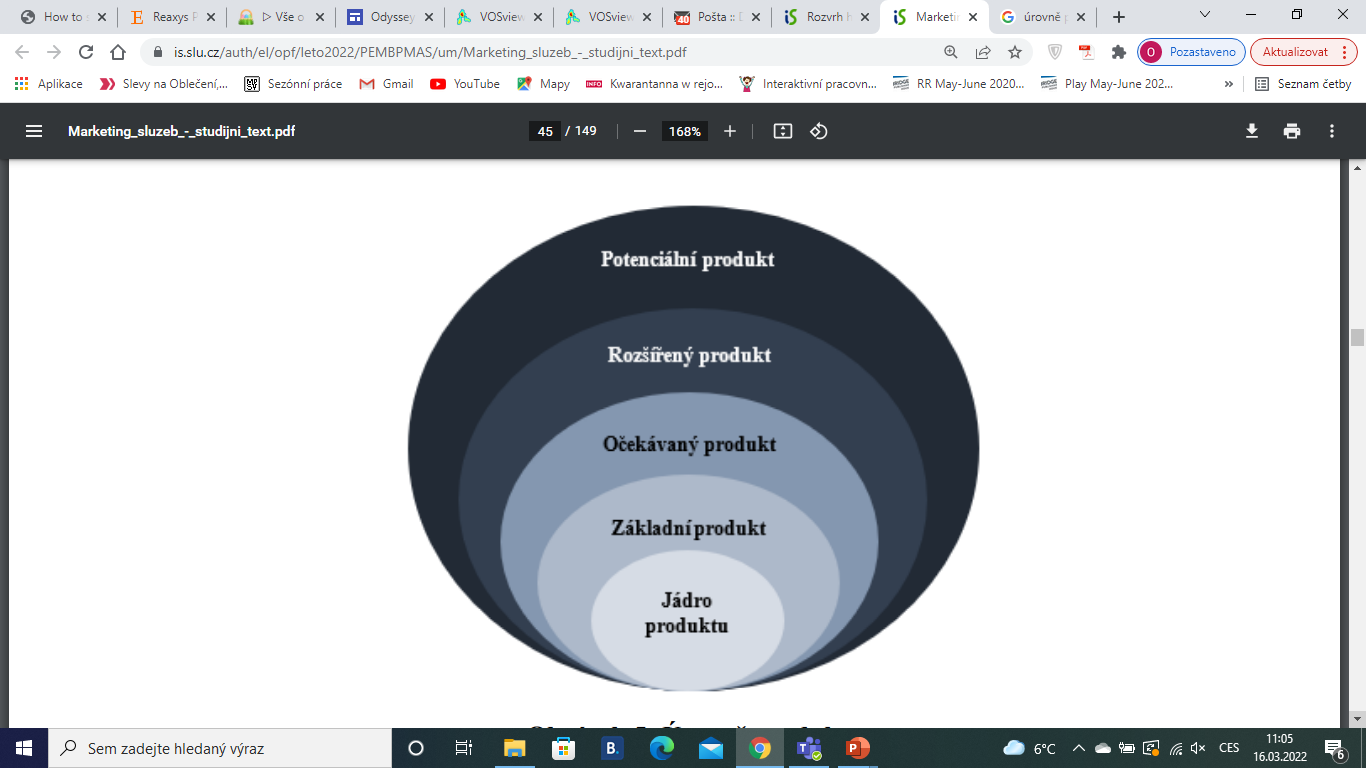 How to s
Reaxys P
▷ Vše o
Odyssey
VOSview
VOSview
Pošta :: D
Rozvrh h
Marketin
úrovně p
is.slu.cz/auth/el/opf/leto2022/PEMBPMAS/um/Marketing_sluzeb_-_studijni_text.pdf
O Pozastaveno
Aktualizovat
Aplikace
Slevy na Oblečení,...
Sezónní práce
Gmail
YouTube
Mapy
Kwarantanna w rejo...
Interaktivní pracovn...
RR May-June 2020...
Play May-June 202...
»
Seznam četby
Marketing_sluzeb_-_studijni_text.pdf
45 / 149
168%
Potenciální produkt
Rozšířený produkt
Očekávaný produkt
Základní produkt
Jádro
produktu
Sem zadejte hledaný výraz
6°C
CES
11:05
16.03.2022
6